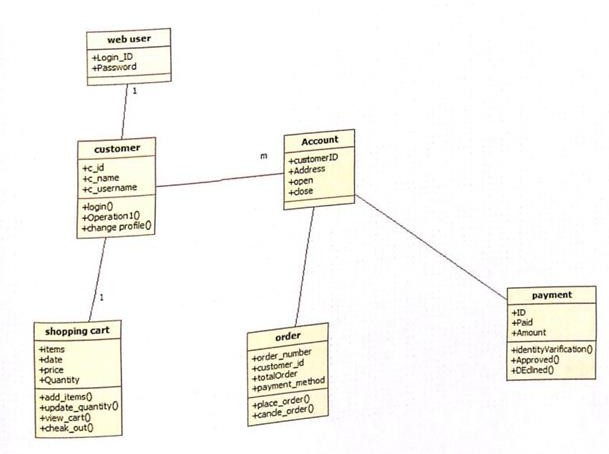 web user
+Login_ID
+Password
1
customer
+c_id
+c_name
+c_username
+login()
+Operation1()
+change profile()
m
Account
+customerID
+Address
+open
+close
1
shopping cart
+items
+date
+price
+Quantity
+add_items()
+update_quantity()
+view_cart()
+cheak_out()
order
+order_number
+customer_id
+totalOrder
+payment_method
+place_order()
+cancle_order()
payment
+ID
+Paid
+Amount
+identityVarification()
+Approved()
+DEclined()